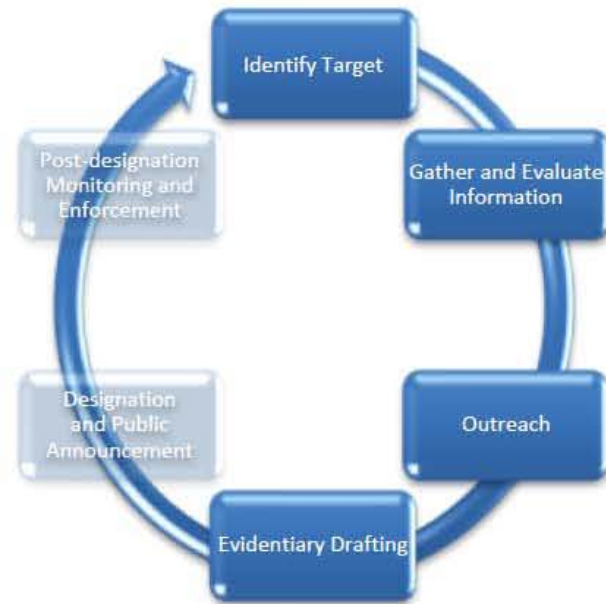 Identify Target
Gather and Evaluate
Information
Outreach
Evidentiary Drafting
Designation
and Public
Announcement
Post-designation
Monitoring and
Enforcement